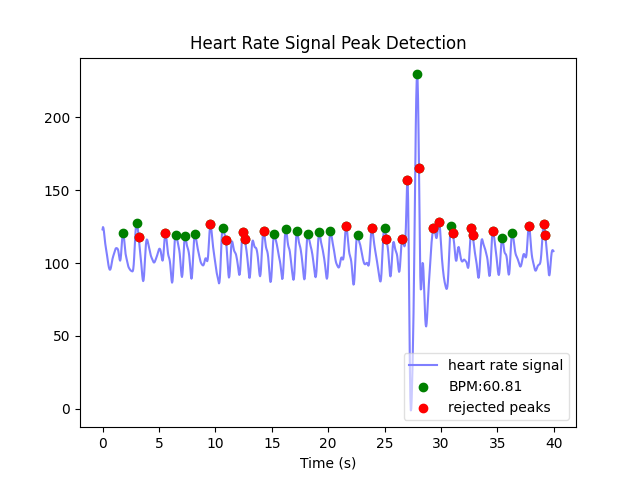 Heart Rate Signal Peak Detection
200
150
100
50
0
heart rate signal
BPM:60.81
rejected peaks
0 5 10 15 20 25 30 35 40
Time (s)